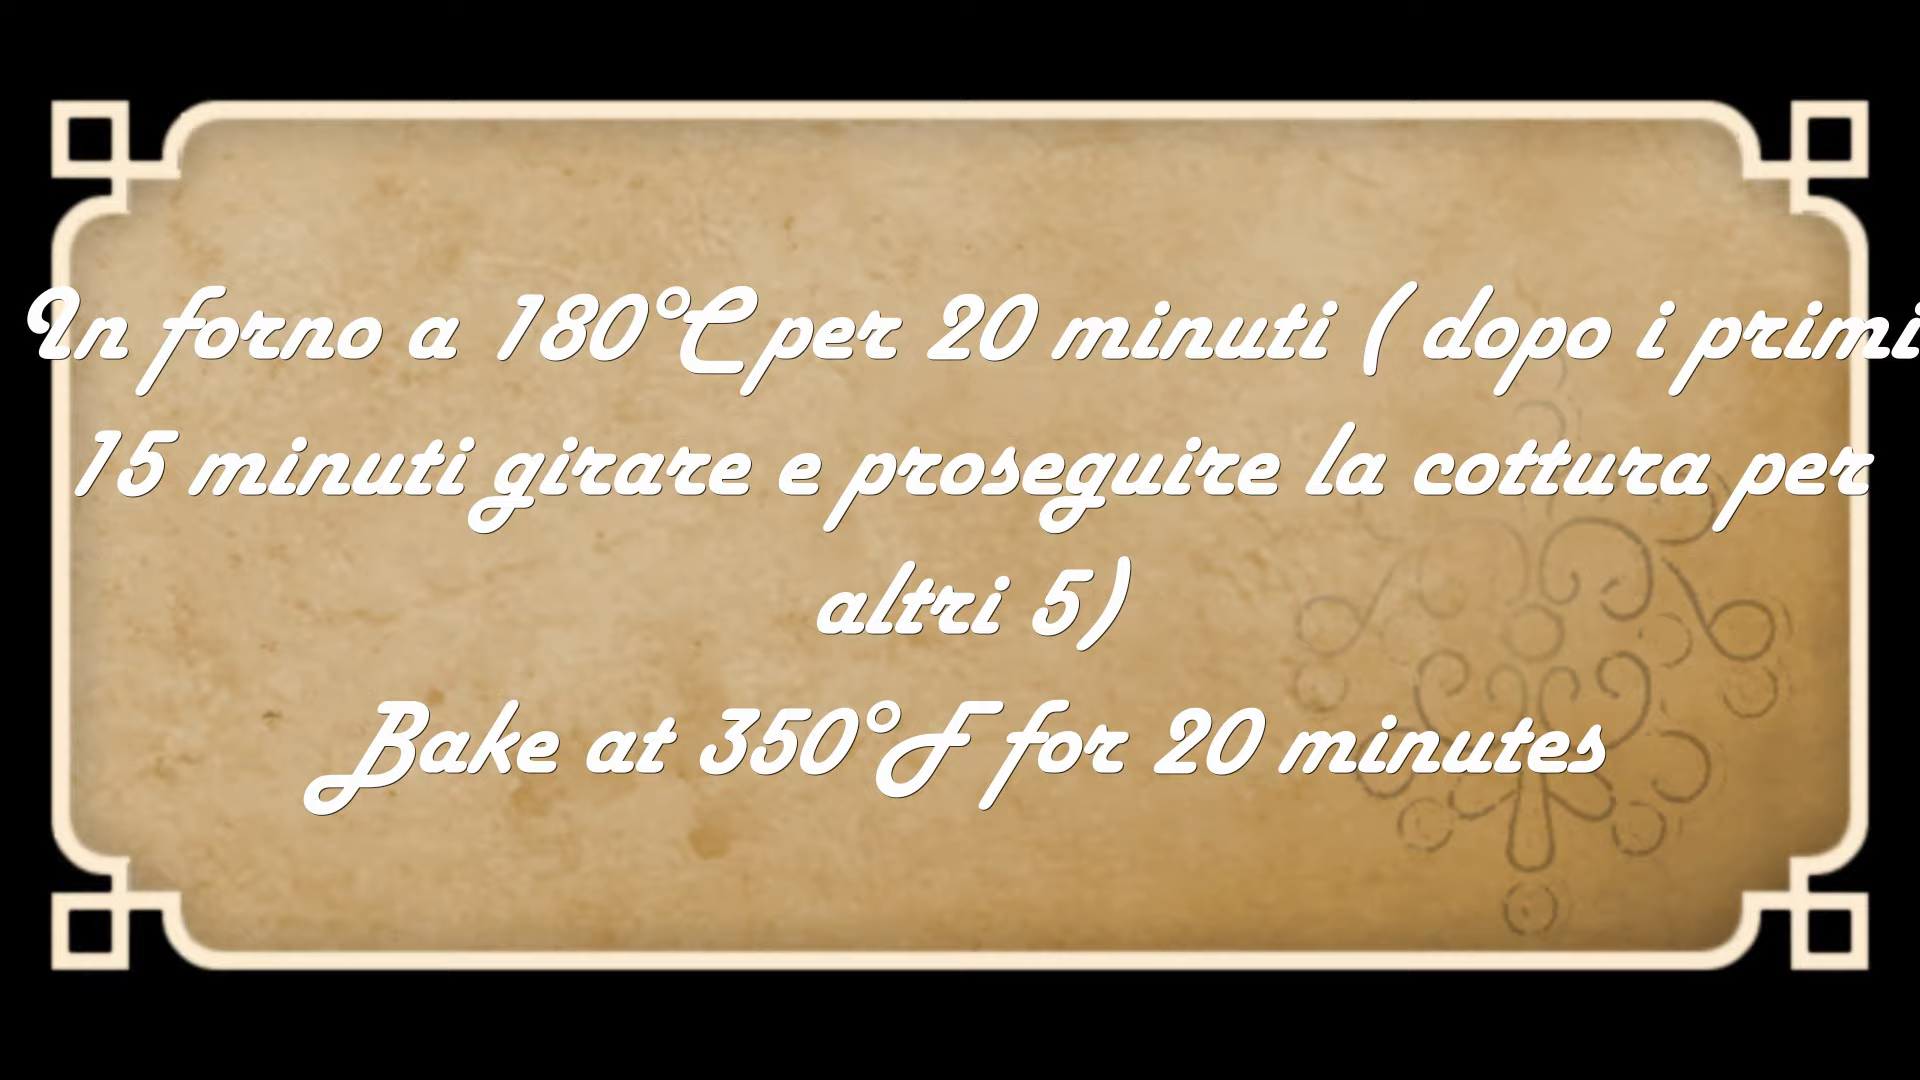 In forno a 180°C per 20 minuti ( dopo i primi
15 minuti girare e proseguire la cottura per
altri 5)
Bake at 350°F for 20 minutes